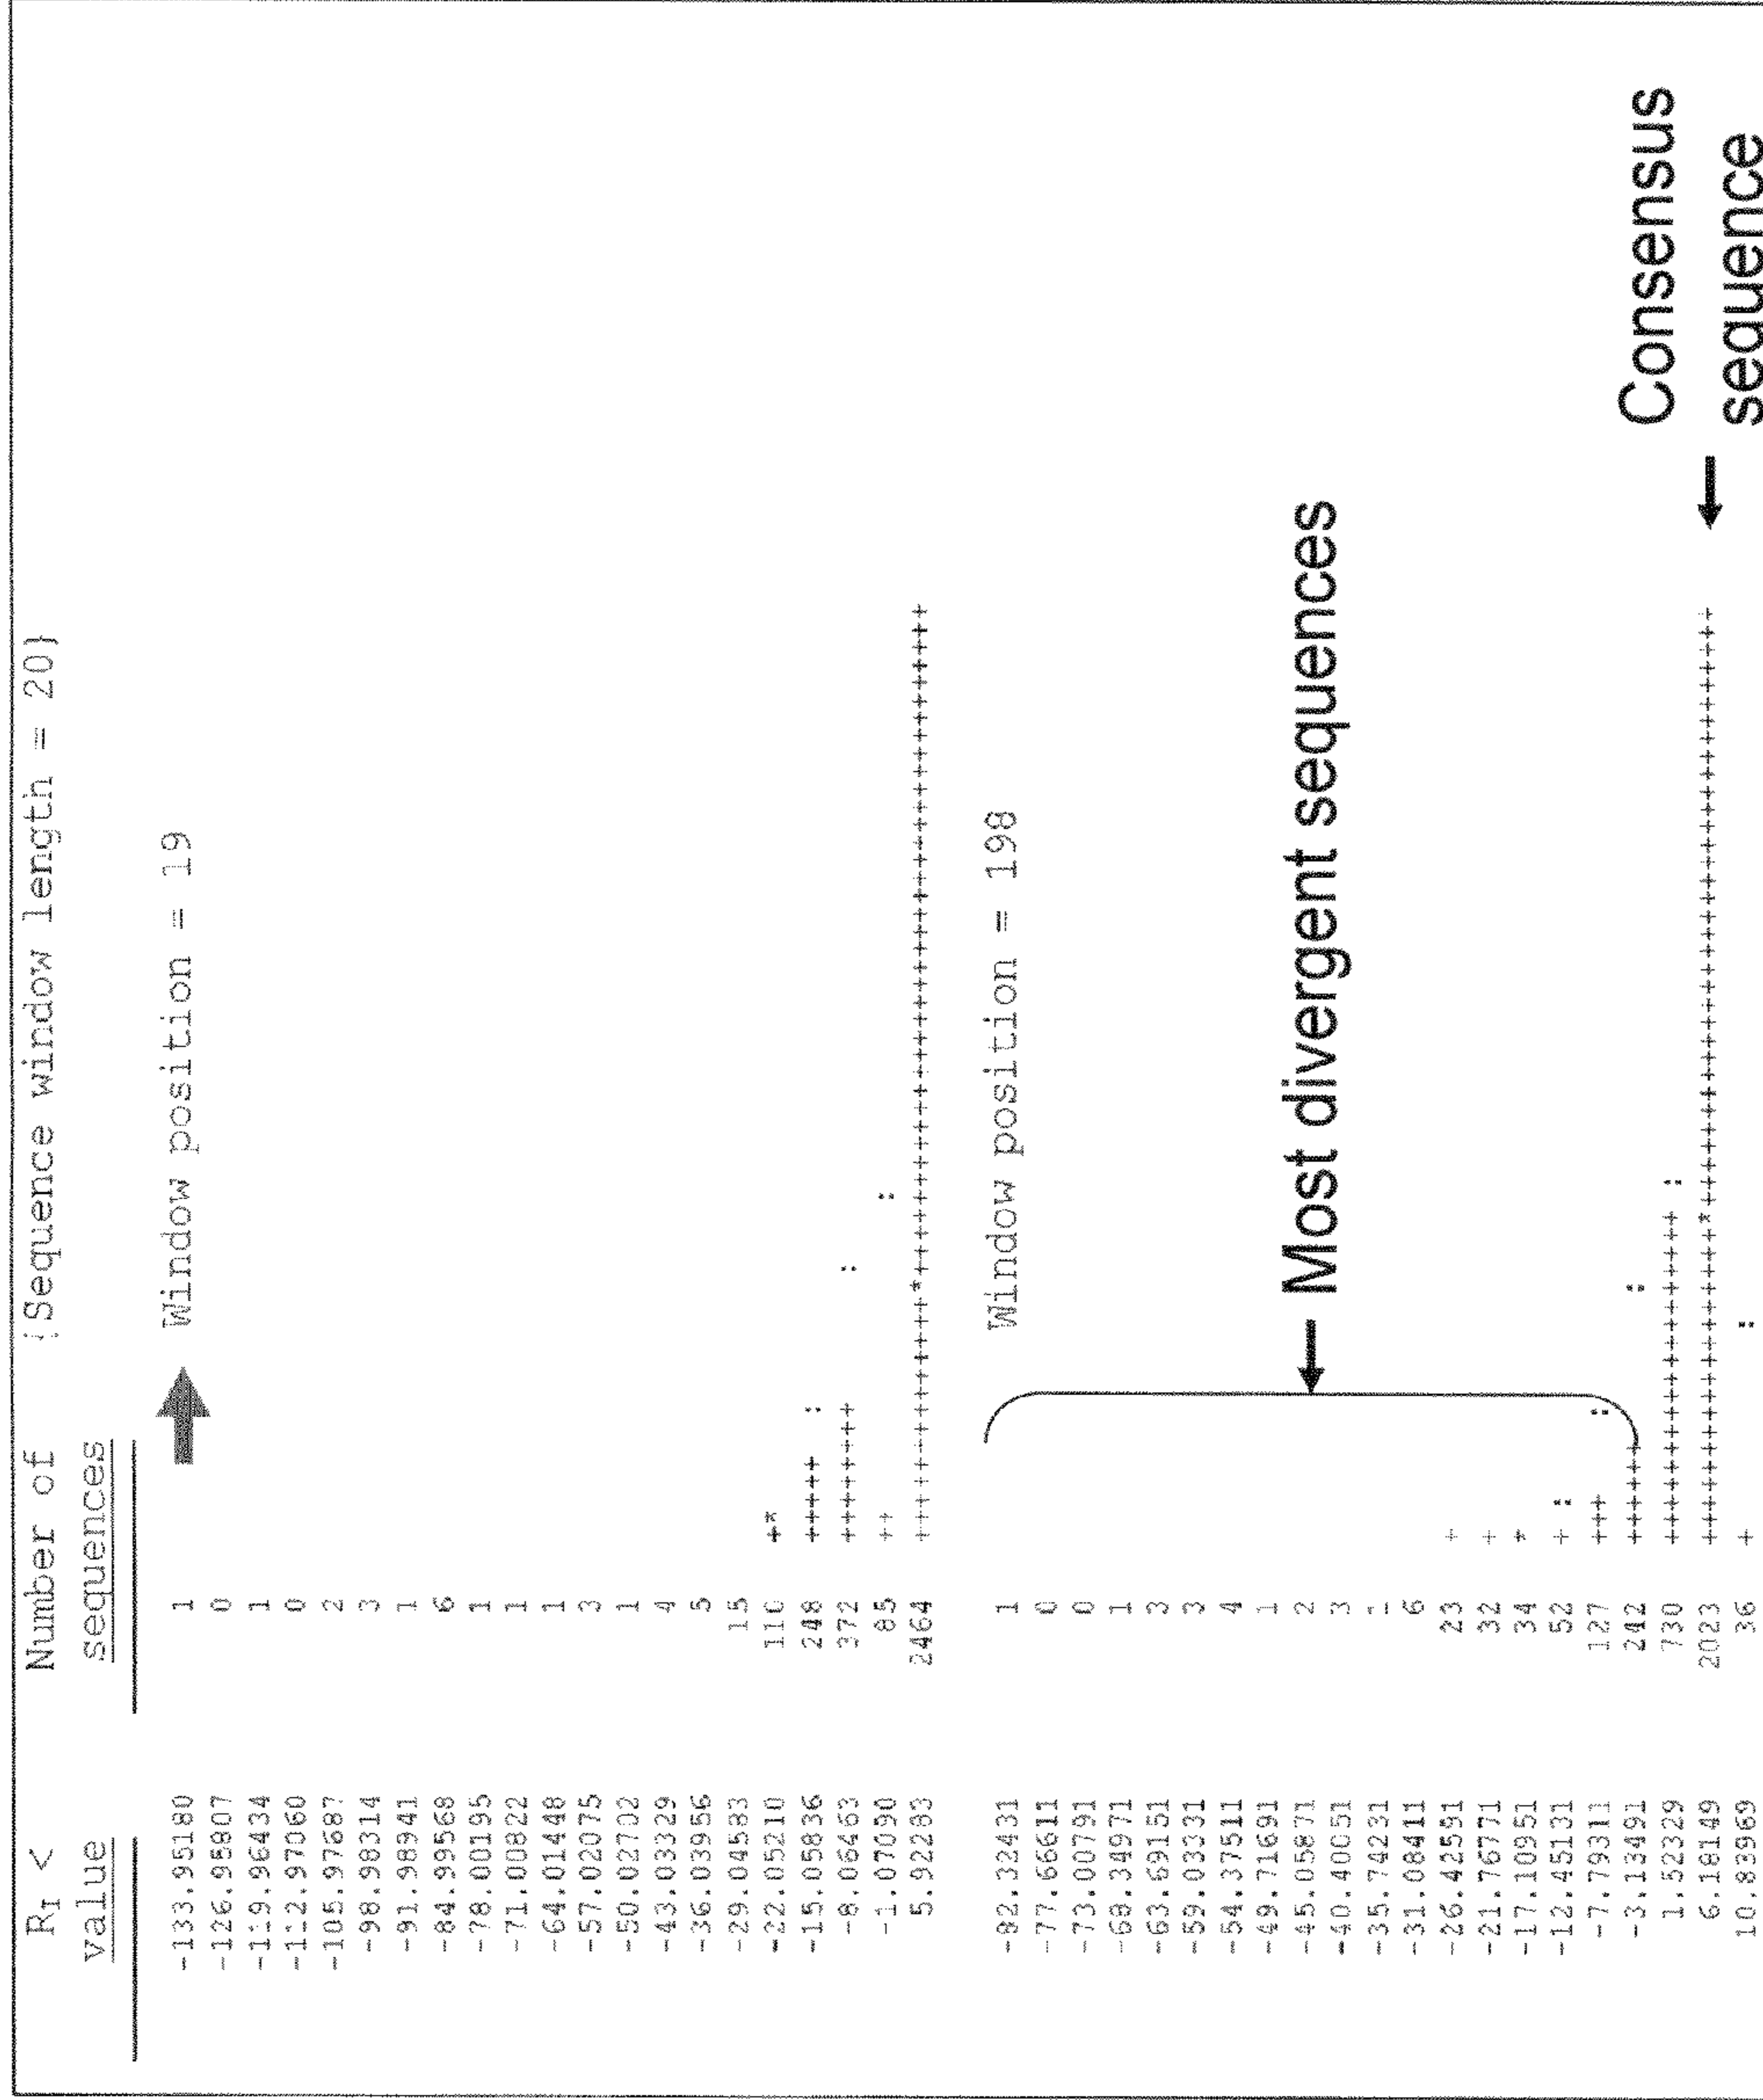 R_I < Number of {Sequence window length = 20}
value sequences
-133.95180 1 Window position = 19
-126.95807 0
-119.96434 1
-112.97060 0
-105.97687 2
-98.98314 3
-91.98941 1
-84.99568 6
-78.00195 1
-71.00822 1
-64.01448 1
-57.02075 3
-50.02702 1
-43.03329 4
-36.03956 5
-29.04583 15
-22.05210 110 +*
-15.05836 248 +++++ :
-8.06463 372 ++++++++ :
-1.07090 85 ++ :
5.92283 2464
Window position = 198
-82.32431 1
-77.66611 0
-73.00791 0
-68.34971 1
-63.69151 3
-59.03331 3
-54.37511 4
-49.71691 1
-45.05871 2 Most divergent sequences
-40.40051 3
-35.74231
-31.08411 6
-26.42591 23 +
-21.76771 32 +
-17.10951 34 *
-12.45131 52 + :
-7.79311 127 +++ :
-3.13491 242 ++++++ :
1.52329 730 :
6.18149 2023
10.83969 36 + :
Consensus
sequence